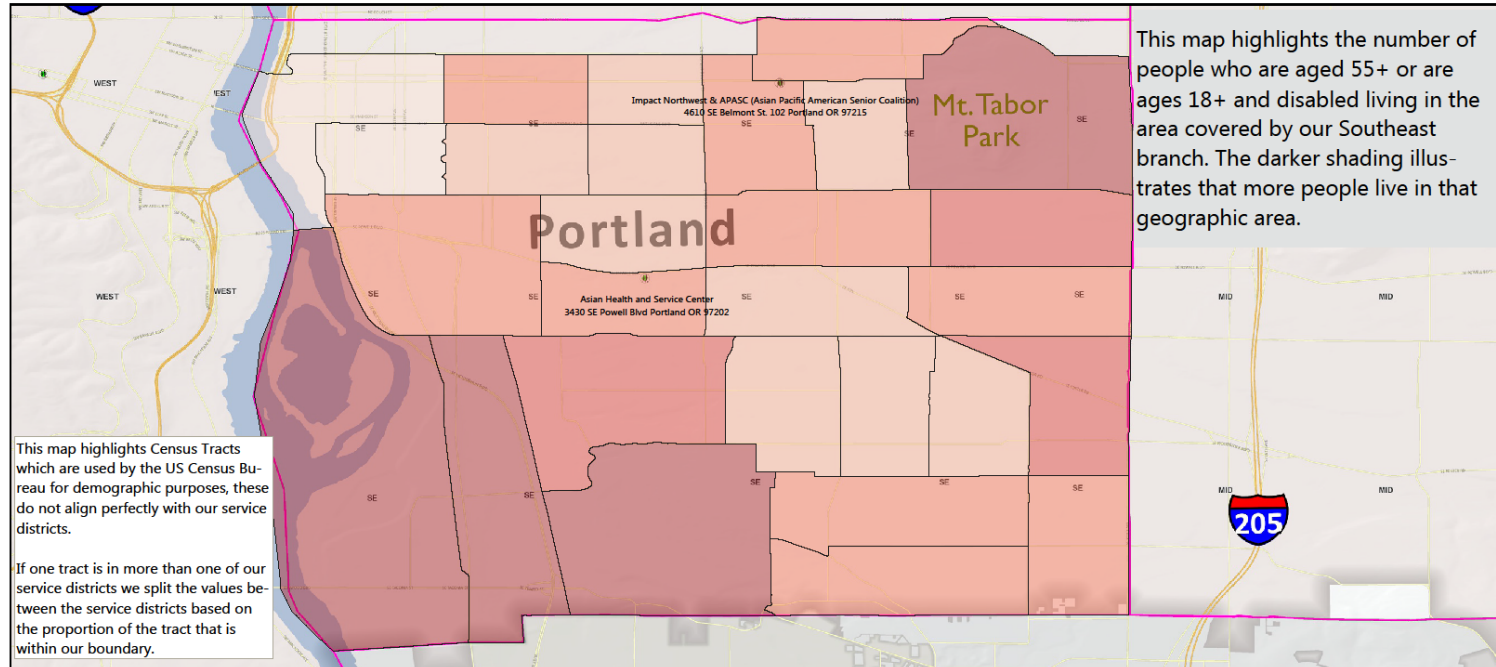 This map highlights the number of
people who are aged 55+ or are
ages 18+ and disabled living in the
area covered by our Southeast
branch. The darker shading illus-
trates that more people live in that
geographic area.
WEST
WEST
WEST
SE
SE
Impact Northwest & APASC (Asian Pacific American Senior Coalition)
4610 SE Belmont St. 102 Portland OR 97215
SE
SE
SE
Mt. Tabor
Park
Portland
WEST
WEST
SE
SE
SE
SE
SE
MID
MID
Asian Health and Service Center
3430 SE Powell Blvd Portland OR 97202
This map highlights Census Tracts
which are used by the US Census Bu-
reau for demographic purposes, these
do not align perfectly with our service
districts.
If one tract is in more than one of our
service districts we split the values be-
tween the service districts based on
the proportion of the tract that is
within our boundary.
SE
SE
SE
SE
SE
MID
MID
205